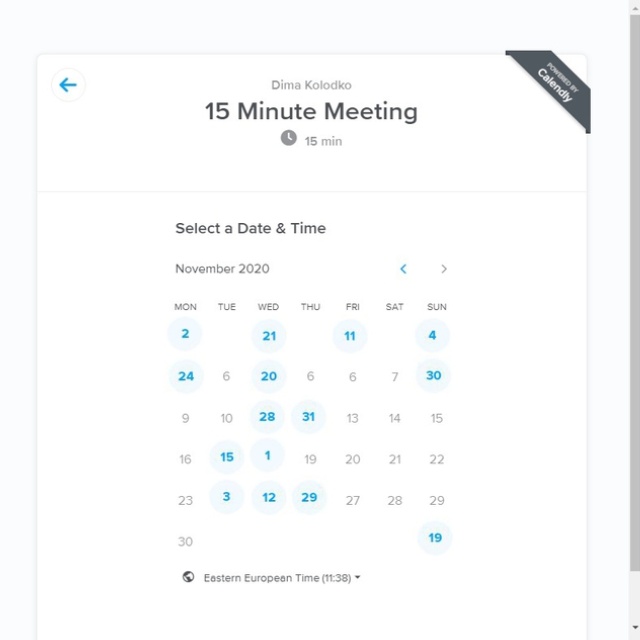 Dima Kolodko
15 Minute Meeting
15 min
POWERED BY
Calendly
Select a Date & Time
November 2020
MON TUE WED THU FRI SAT SUN
2 21 11 4
24 6 20 6 6 7 30
9 10 28 31 13 14 15
16 15 1 19 20 21 22
23 3 12 29 27 28 29
30 19
Eastern European Time (11:38)